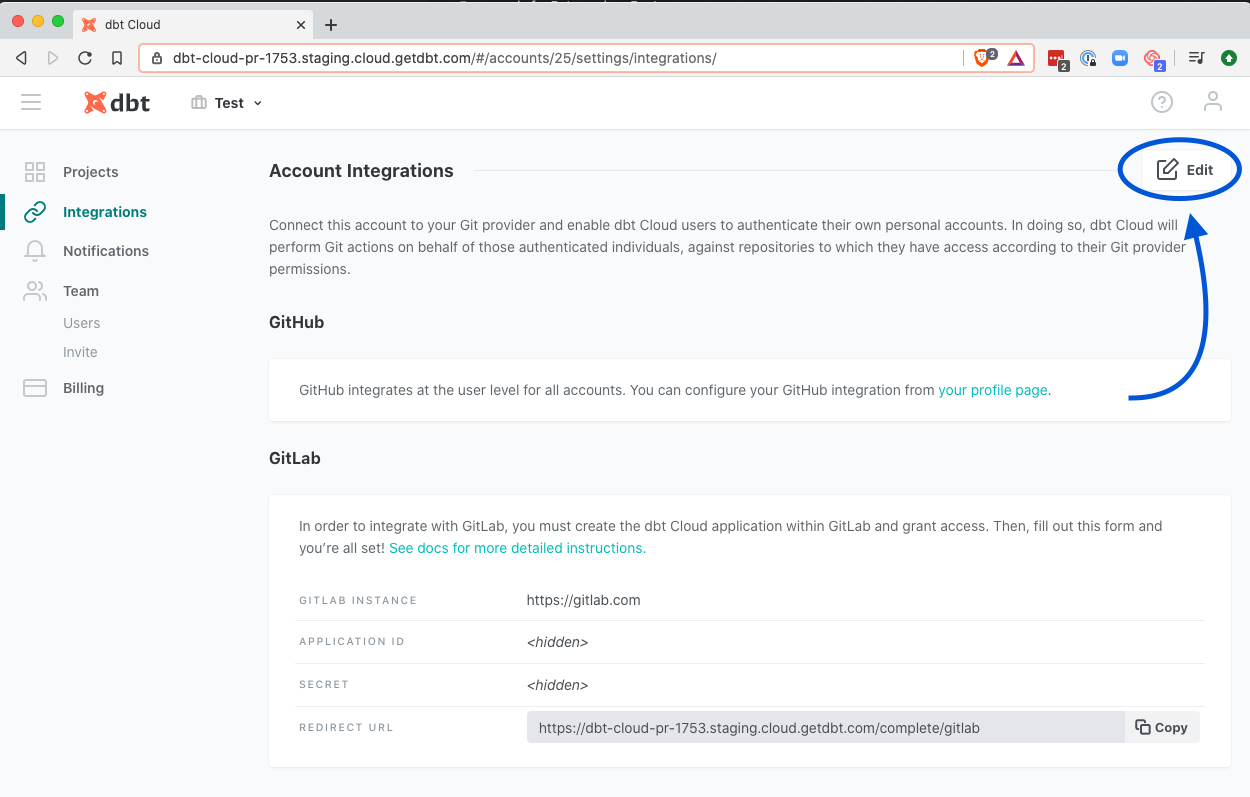 dbt Cloud
dbt-cloud-pr-1753.staging.cloud.getdbt.com/#/accounts/25/settings/integrations/
2
2
2
dbt
Test
?
Projects
Integrations
Notifications
Team
Users
Invite
Billing
Account Integrations
Edit
Connect this account to your Git provider and enable dbt Cloud users to authenticate their own personal accounts. In doing so, dbt Cloud will
perform Git actions on behalf of those authenticated individuals, against repositories to which they have access according to their Git provider
permissions.
GitHub
GitHub integrates at the user level for all accounts. You can configure your GitHub integration from your profile page.
GitLab
In order to integrate with GitLab, you must create the dbt Cloud application within GitLab and grant access. Then, fill out this form and
you’re all set! See docs for more detailed instructions.
GITLAB INSTANCE https://gitlab.com
APPLICATION ID <hidden>
SECRET <hidden>
REDIRECT URL https://dbt-cloud-pr-1753.staging.cloud.getdbt.com/complete/gitlab Copy